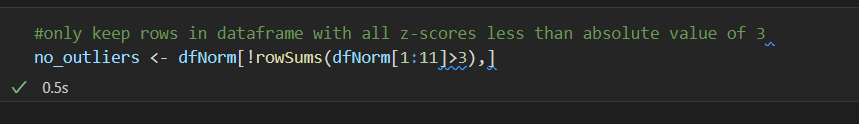 #only keep rows in dataframe with all z-scores less than absolute value of 3
no_outliers <- dfNorm[!rowSums(dfNorm[1:11]>3),]
✓ 0.5s